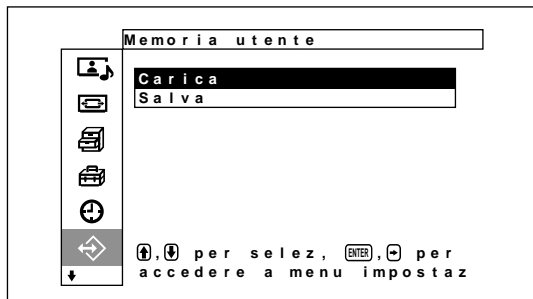 Memoria utente
Carica
Salva
, per selez, ENTER, per
accedere a menu impostaz